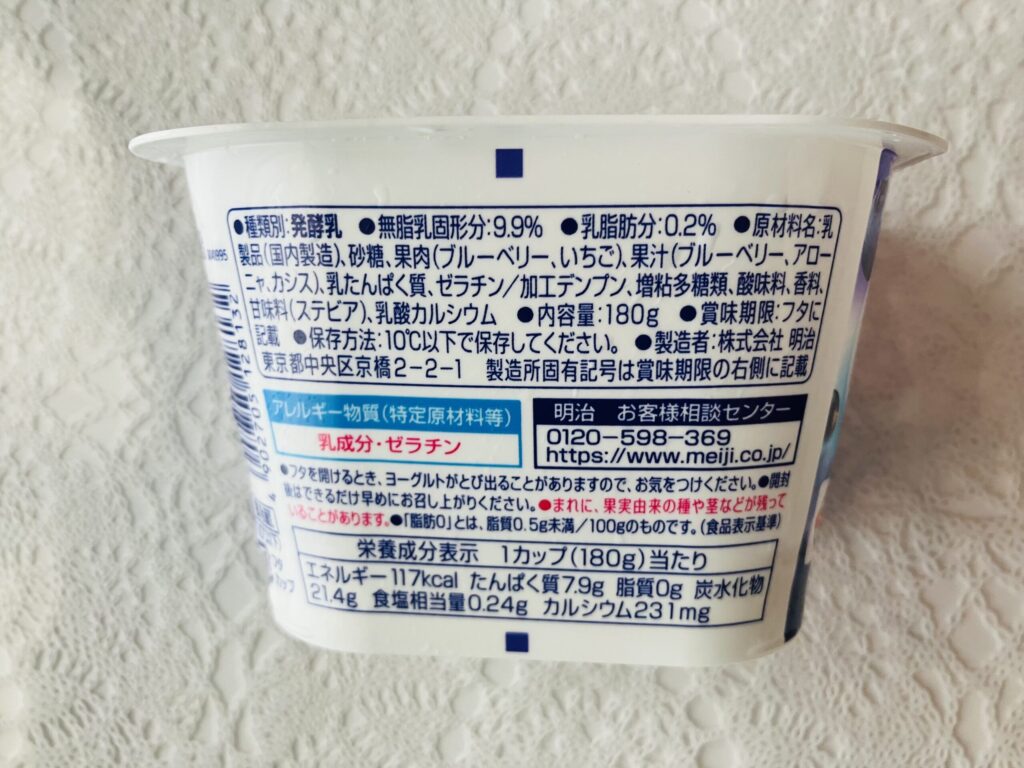 ●種類別:発酵乳 ●無脂乳固形分:9.9% ●乳脂肪分:0.2% ●原材料名:乳
製品(国内製造)、砂糖、果肉(ブルーベリー、いちご)、果汁(ブルーベリー、アロー
ニャ、カシス)、乳たんぱく質、ゼラチン/加工デンプン、増粘多糖類、酸味料、香料、
甘味料(ステビア)、乳酸カルシウム ●内容量:180g ●賞味期限:フタに
記載 ●保存方法:10℃以下で保存してください。 ●製造者:株式会社 明治
東京都中央区京橋2-2-1 製造所固有記号は賞味期限の右側に記載
アレルギー物質(特定原材料等)
乳成分・ゼラチン
明治 お客様相談センター
0120-598-369
https://www.meiji.co.jp/
●フタを開けるとき、ヨーグルトがとび出ることがありますので、お気をつけください。●開封
後はできるだけ早めにお召し上がりください。●まれに、果実由来の種や茎などが残って
いることがあります。●「脂肪0」とは、脂質0.5g未満/100gのものです。(食品表示基準)
栄養成分表示 1カップ(180g)当たり
エネルギー117kcal たんぱく質7.9g 脂質0g 炭水化物
21.4g 食塩相当量0.24g カルシウム231mg
4 902705 128132
カップ